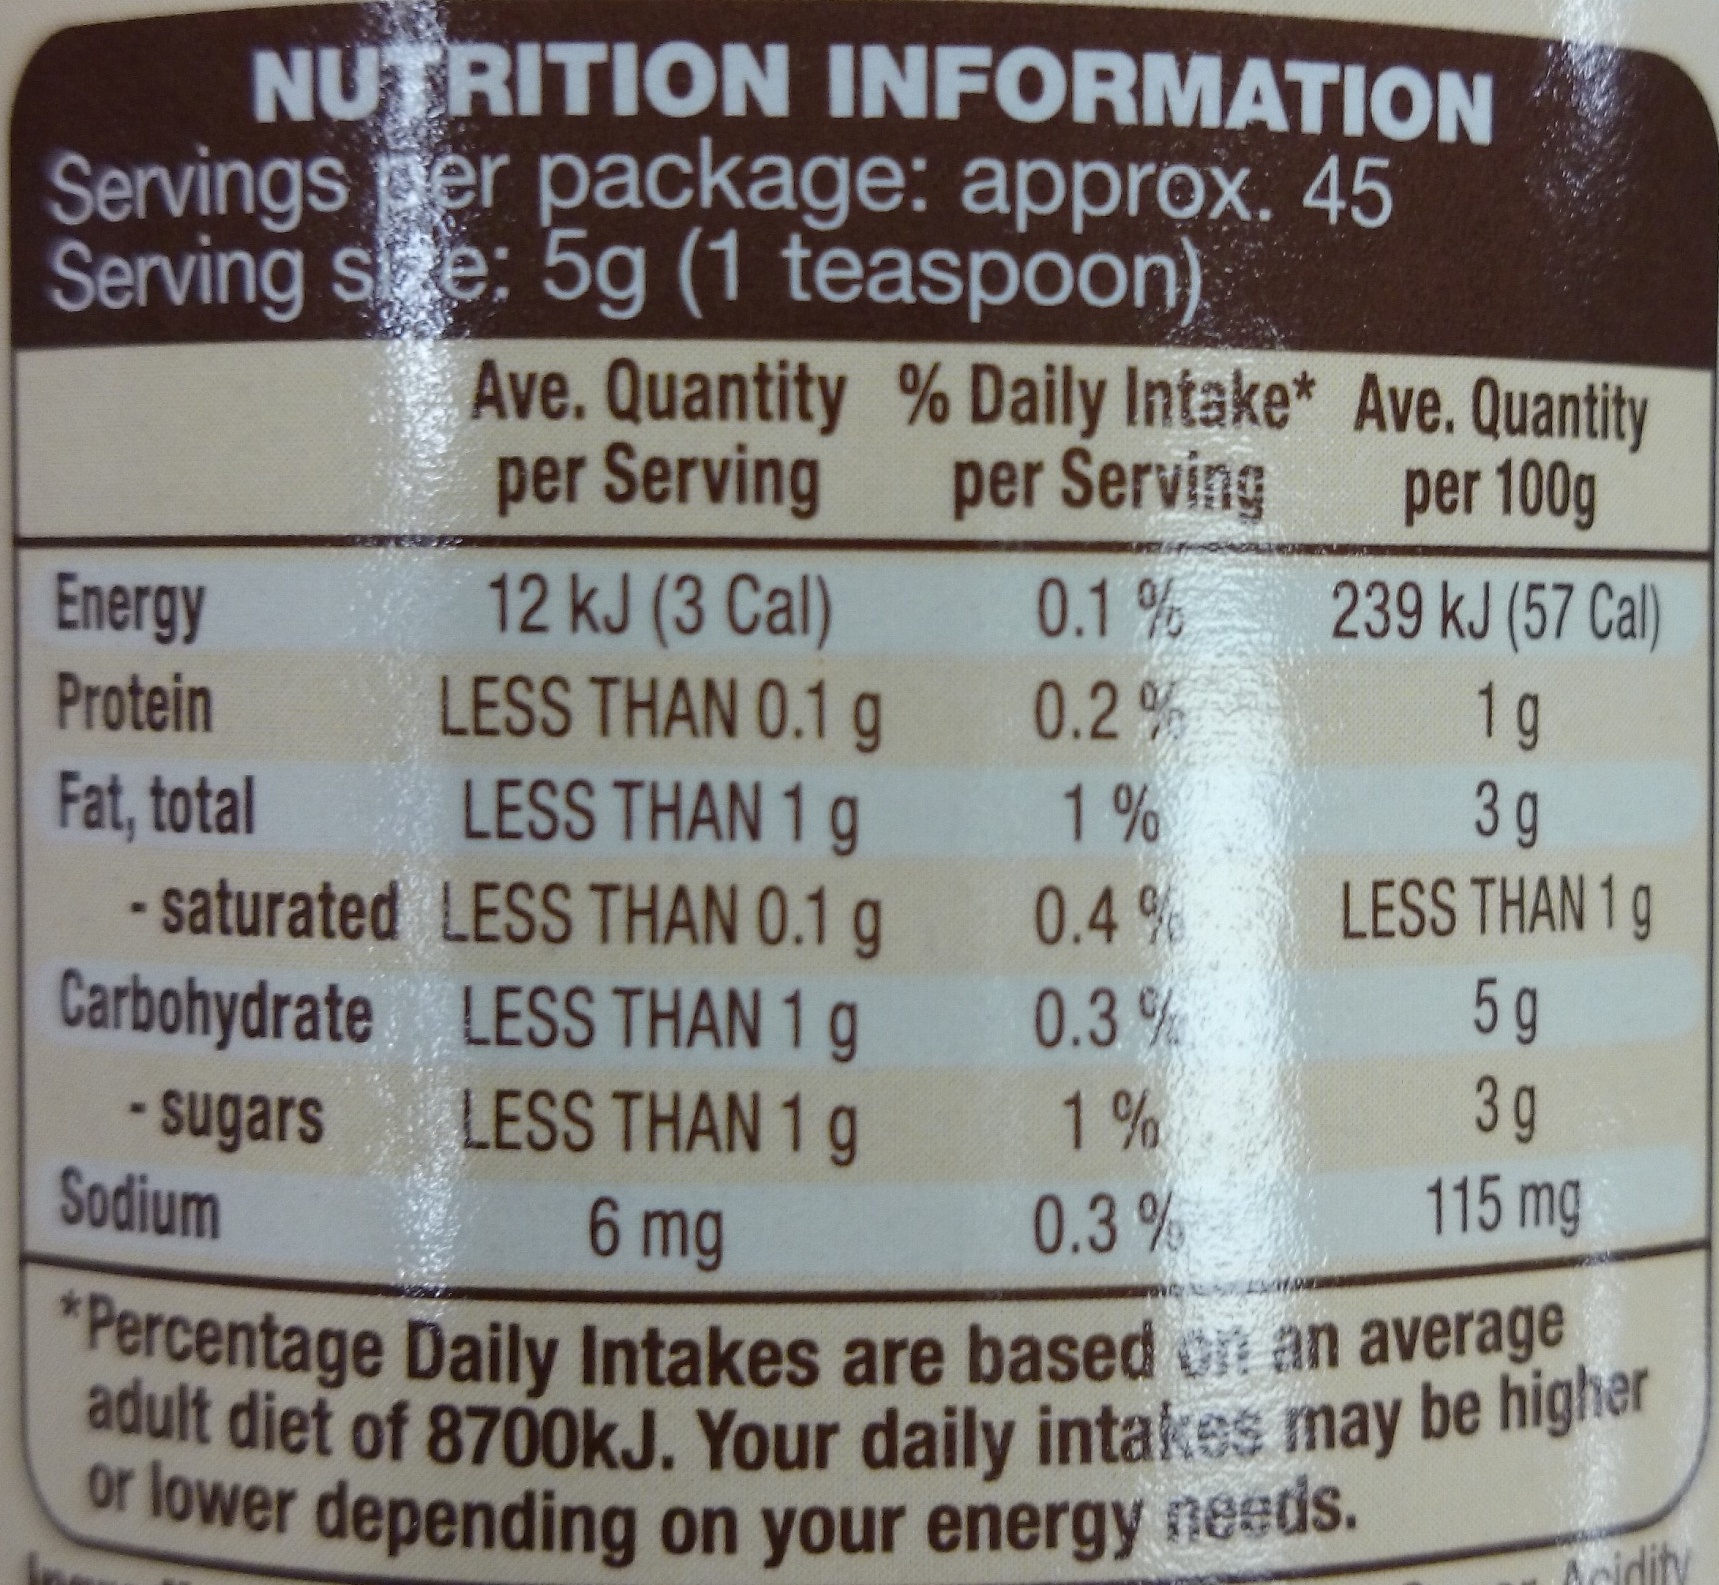 NUTRITION INFORMATION
Servings per package: approx. 45
Serving size: 5g (1 teaspoon)
Ave. Quantity per Serving % Daily Intake* per Serving Ave. Quantity per 100g
Energy 12 kJ (3 Cal) 0.1 % 239 kJ (57 Cal)
Protein LESS THAN 0.1 g 0.2 % 1 g
Fat, total LESS THAN 1 g 1 % 3 g
- saturated LESS THAN 0.1 g 0.4 % LESS THAN 1 g
Carbohydrate LESS THAN 1 g 0.3 % 5 g
- sugars LESS THAN 1 g 1 % 3 g
Sodium 6 mg 0.3 % 115 mg
*Percentage Daily Intakes are based on an average
adult diet of 8700kJ. Your daily intakes may be higher
or lower depending on your energy needs.
Acidity